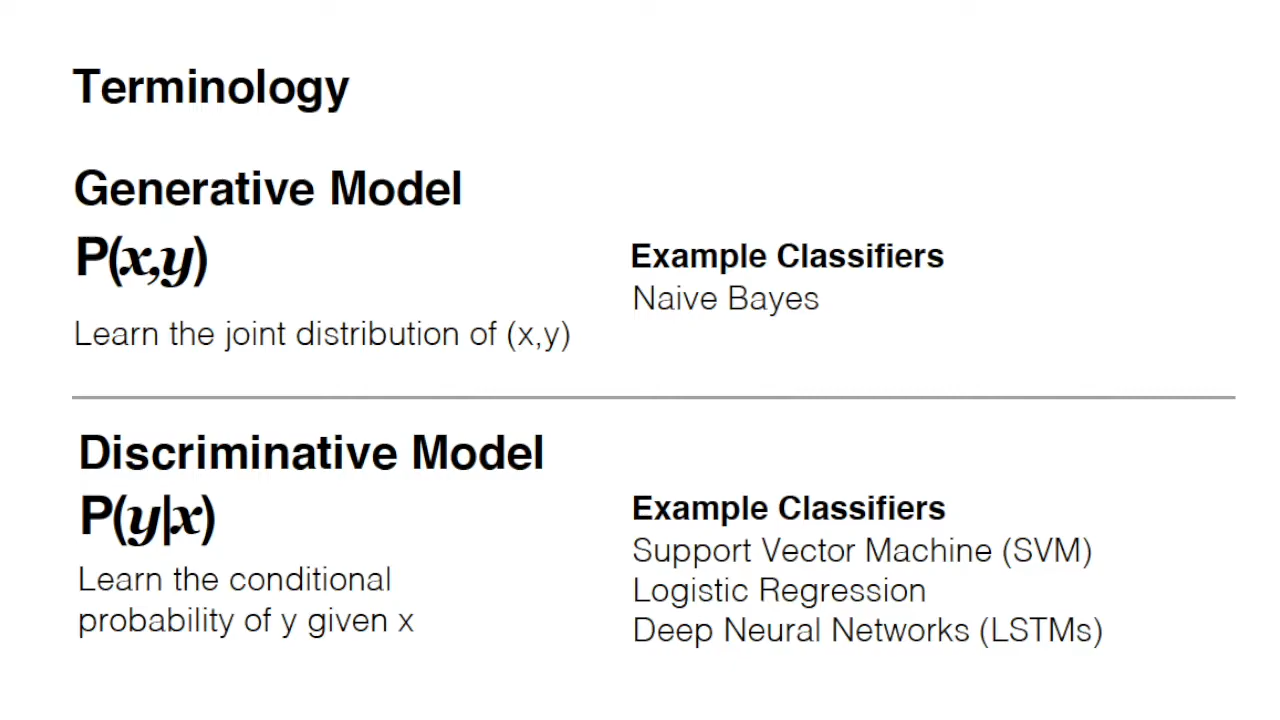 Terminology
Generative Model
P(x,y)
Learn the joint distribution of (x,y)
Example Classifiers
Naive Bayes
Discriminative Model
P(y|x)
Learn the conditional
probability of y given x
Example Classifiers
Support Vector Machine (SVM)
Logistic Regression
Deep Neural Networks (LSTMs)